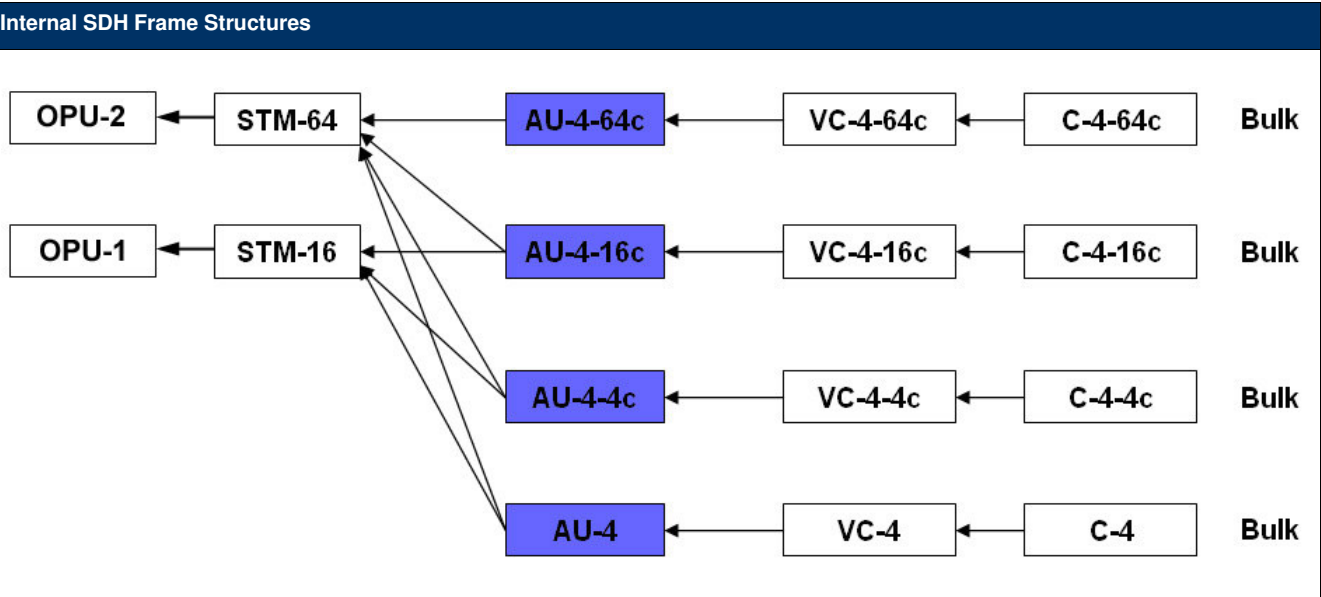 Internal SDH Frame Structures
OPU-2 STM-64 AU-4-64c VC-4-64c C-4-64c Bulk
OPU-1 STM-16 AU-4-16c VC-4-16c C-4-16c Bulk
AU-4-4c VC-4-4c C-4-4c Bulk
AU-4 VC-4 C-4 Bulk